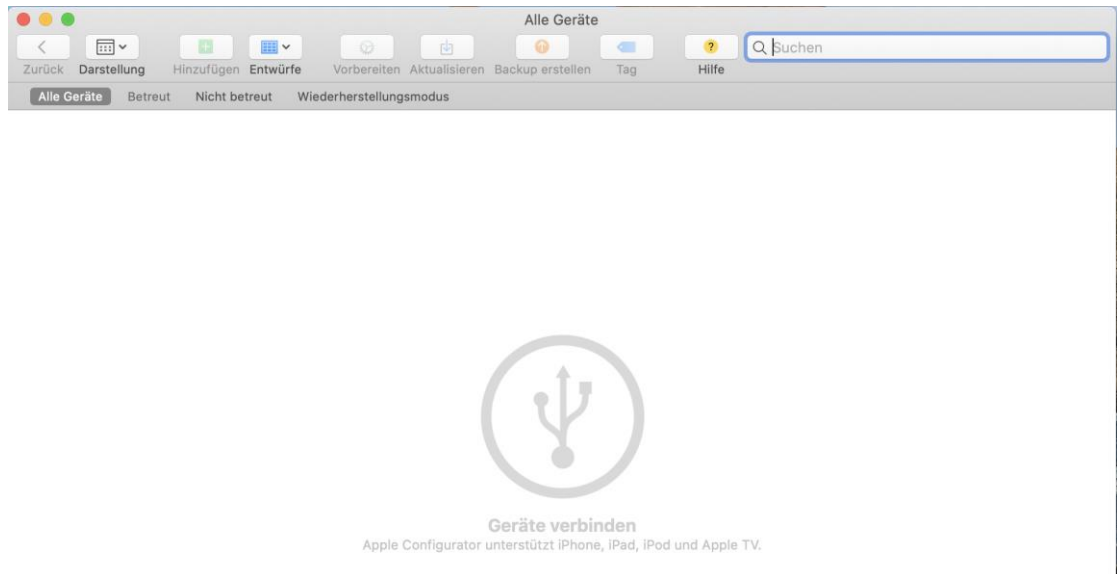 Alle Geräte
Suchen
Zurück Darstellung Hinzufügen Entwürfe Vorbereiten Aktualisieren Backup erstellen Tag Hilfe
Alle Geräte Betreut Nicht betreut Wiederherstellungsmodus
Geräte verbinden
Apple Configurator unterstützt iPhone, iPad, iPod und Apple TV.